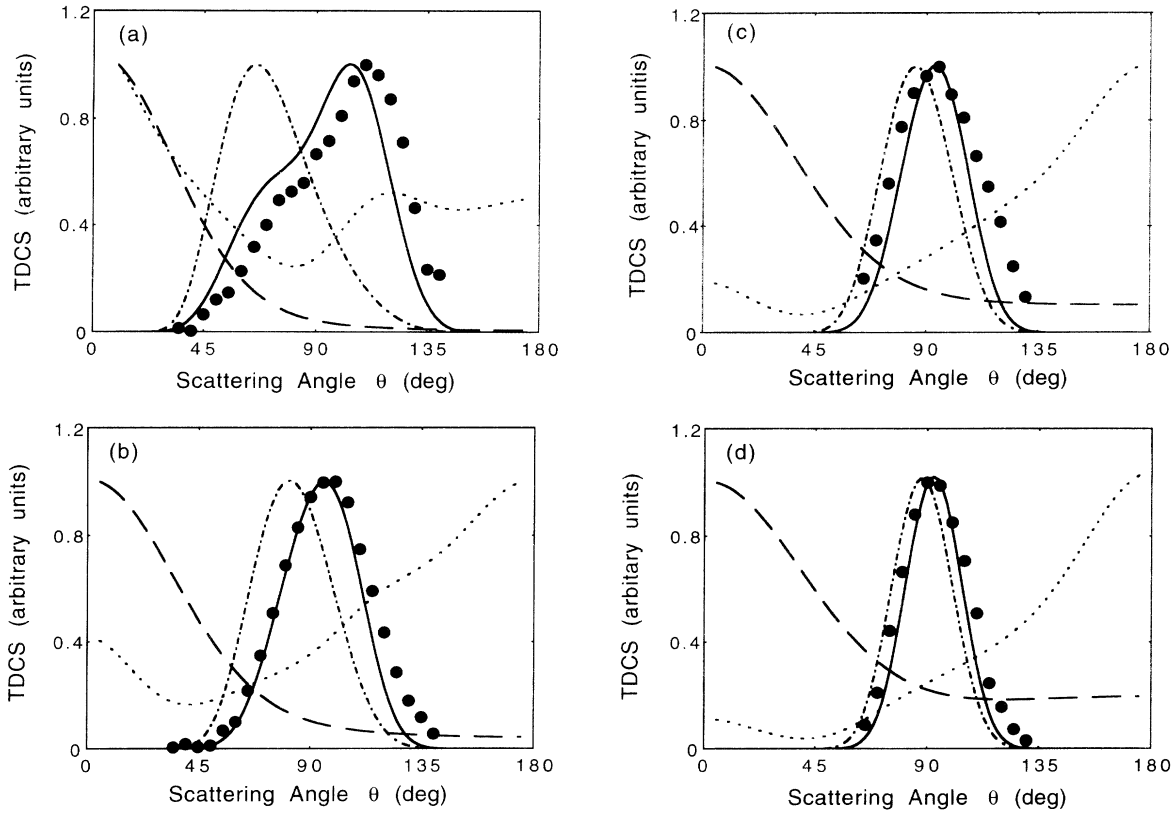 (a)
TDCS (arbitrary units)
1.2
0.8
0.4
0
0 45 90 135 180
Scattering Angle θ (deg)
(b)
TDCS (arbitrary units)
1.2
0.8
0.4
0
0 45 90 135 180
Scattering Angle θ (deg)
(c)
TDCS (arbitrary units)
1.2
0.8
0.4
0
0 45 90 135 180
Scattering Angle θ (deg)
(d)
TDCS (arbitary units)
1.2
0.8
0.4
0
0 45 90 135 180
Scattering Angle θ (deg)